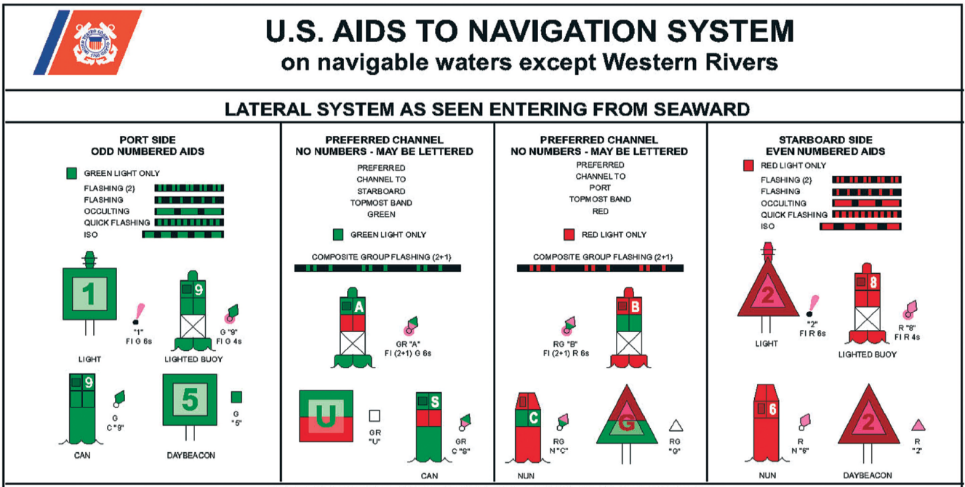 U.S. AIDS TO NAVIGATION SYSTEM
on navigable waters except Western Rivers
LATERAL SYSTEM AS SEEN ENTERING FROM SEAWARD
PORT SIDE
ODD NUMBERED AIDS
GREEN LIGHT ONLY
FLASHING (2)
FLASHING
OCCULTING
QUICK FLASHING
ISO
1
"1"
Fl G 6s
LIGHT
9
G "9"
Fl G 4s
LIGHTED BUOY
9
G
C "9"
CAN
5
G
"5"
DAYBEACON
PREFERRED CHANNEL
NO NUMBERS - MAY BE LETTERED
PREFERRED
CHANNEL TO
STARBOARD
TOPMOST BAND
GREEN
GREEN LIGHT ONLY
COMPOSITE GROUP FLASHING (2+1)
A
GR "A"
Fl (2+1) G 6s
U
GR
"U"
S
GR
C "S"
CAN
PREFERRED CHANNEL
NO NUMBERS - MAY BE LETTERED
PREFERRED
CHANNEL TO
PORT
TOPMOST BAND
RED
RED LIGHT ONLY
COMPOSITE GROUP FLASHING (2+1)
B
RG "B"
Fl (2+1) R 6s
C
RG
N "C"
NUN
G
RG
"G"
STARBOARD SIDE
EVEN NUMBERED AIDS
RED LIGHT ONLY
FLASHING (2)
FLASHING
OCCULTING
QUICK FLASHING
ISO
2
"2"
Fl R 6s
LIGHT
8
R "8"
Fl R 4s
LIGHTED BUOY
6
R
N "6"
NUN
2
R
"2"
DAYBEACON